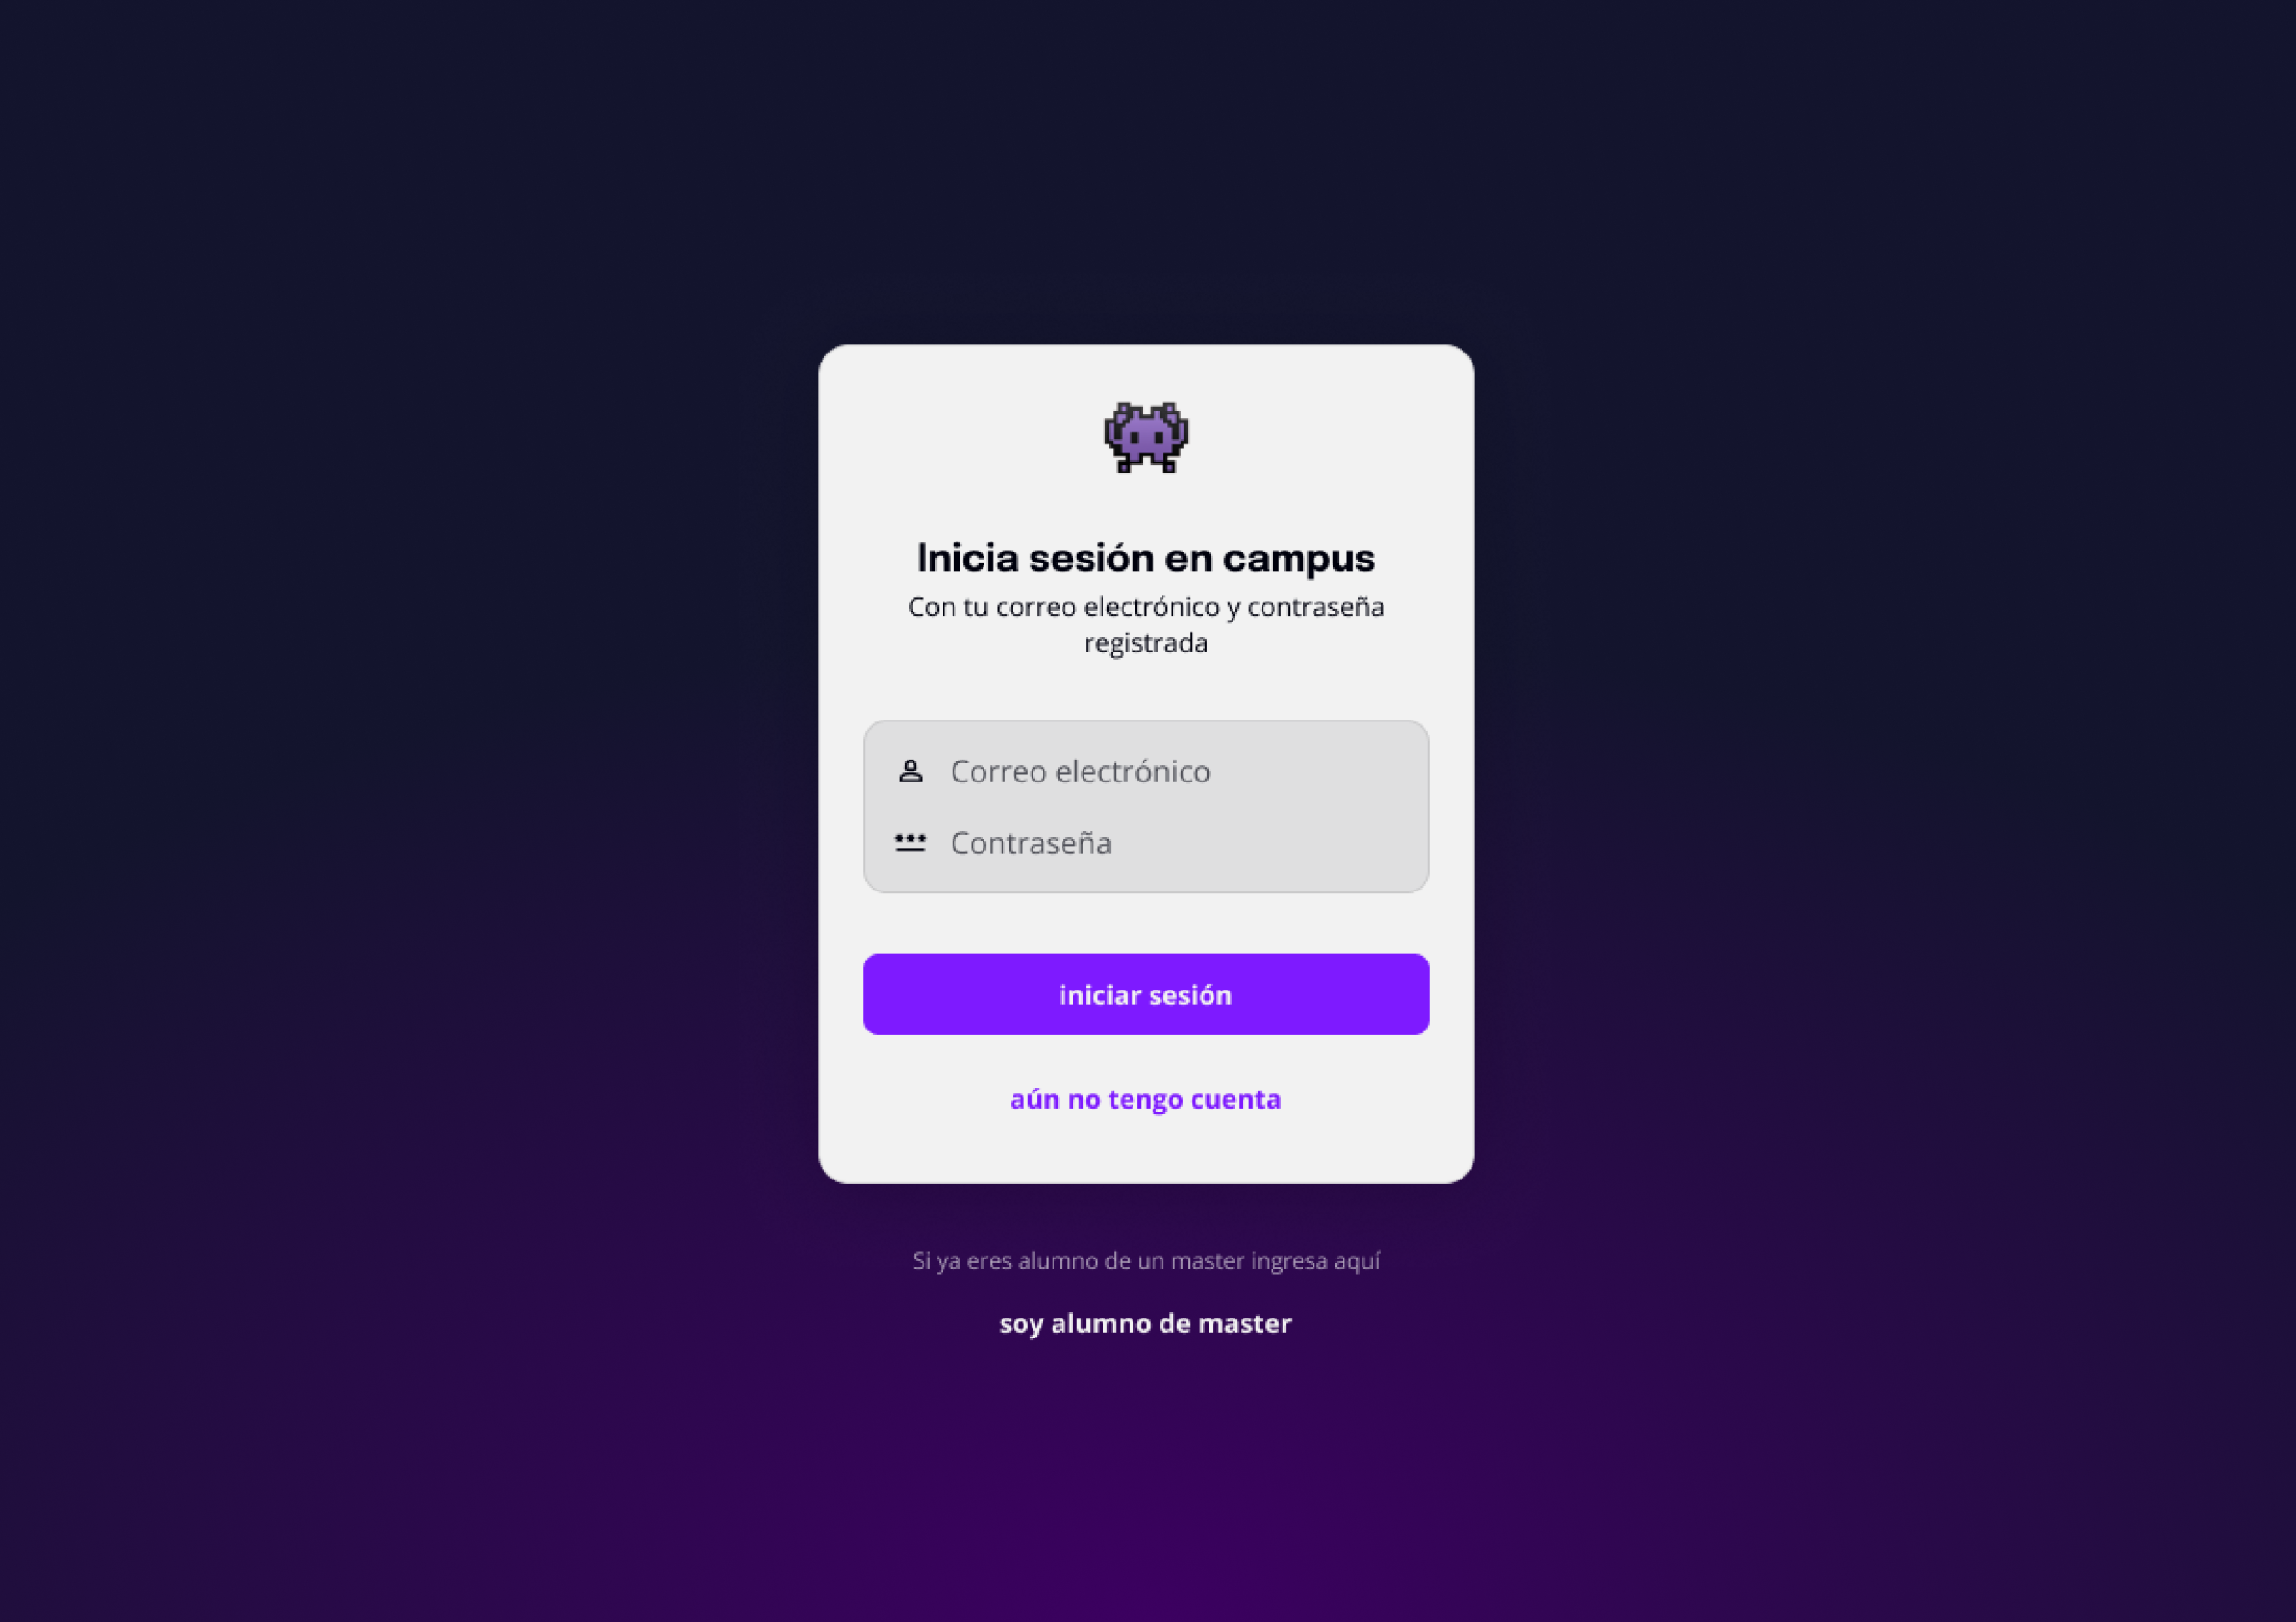 Inicia sesión en campus
Con tu correo electrónico y contraseña
registrada
Correo electrónico
Contraseña
iniciar sesión
aún no tengo cuenta
Si ya eres alumno de un master ingresa aquí
soy alumno de master